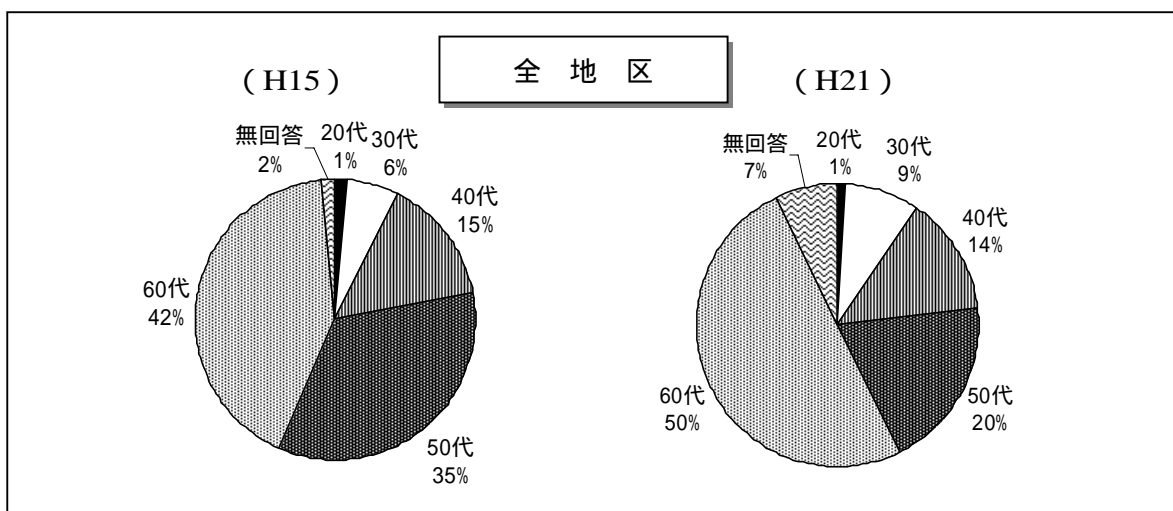 全 地 区
( H15 )
無回答
2%
20代
1%
30代
6%
40代
15%
50代
35%
60代
42%
( H21 )
無回答
7%
20代
1%
30代
9%
40代
14%
50代
20%
60代
50%